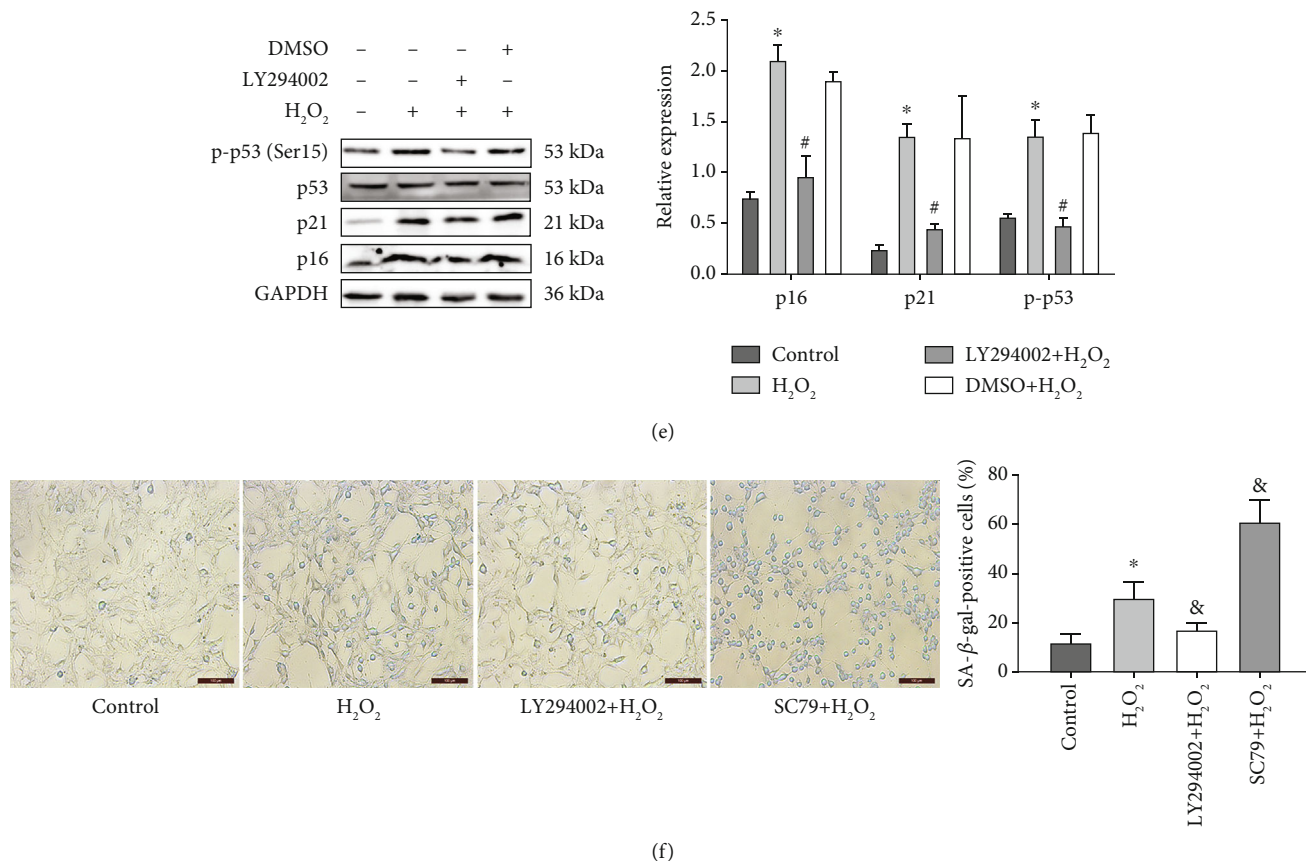 DMSO – – – +
LY294002 – – + –
H₂O₂ – + + +
p-p53 (Ser15) 53 kDa
p53 53 kDa
p21 21 kDa
p16 16 kDa
GAPDH 36 kDa
Relative expression
2.5
2.0
1.5
1.0
0.5
0.0
* # * # * #
p16 p21 p-p53
Control LY294002+H₂O₂
H₂O₂ DMSO+H₂O₂
(e)
Control H₂O₂ LY294002+H₂O₂ SC79+H₂O₂
SA-β-gal-positive cells (%)
80
60
40
20
0
* & &
Control
H₂O₂
LY294002+H₂O₂
SC79+H₂O₂
(f)